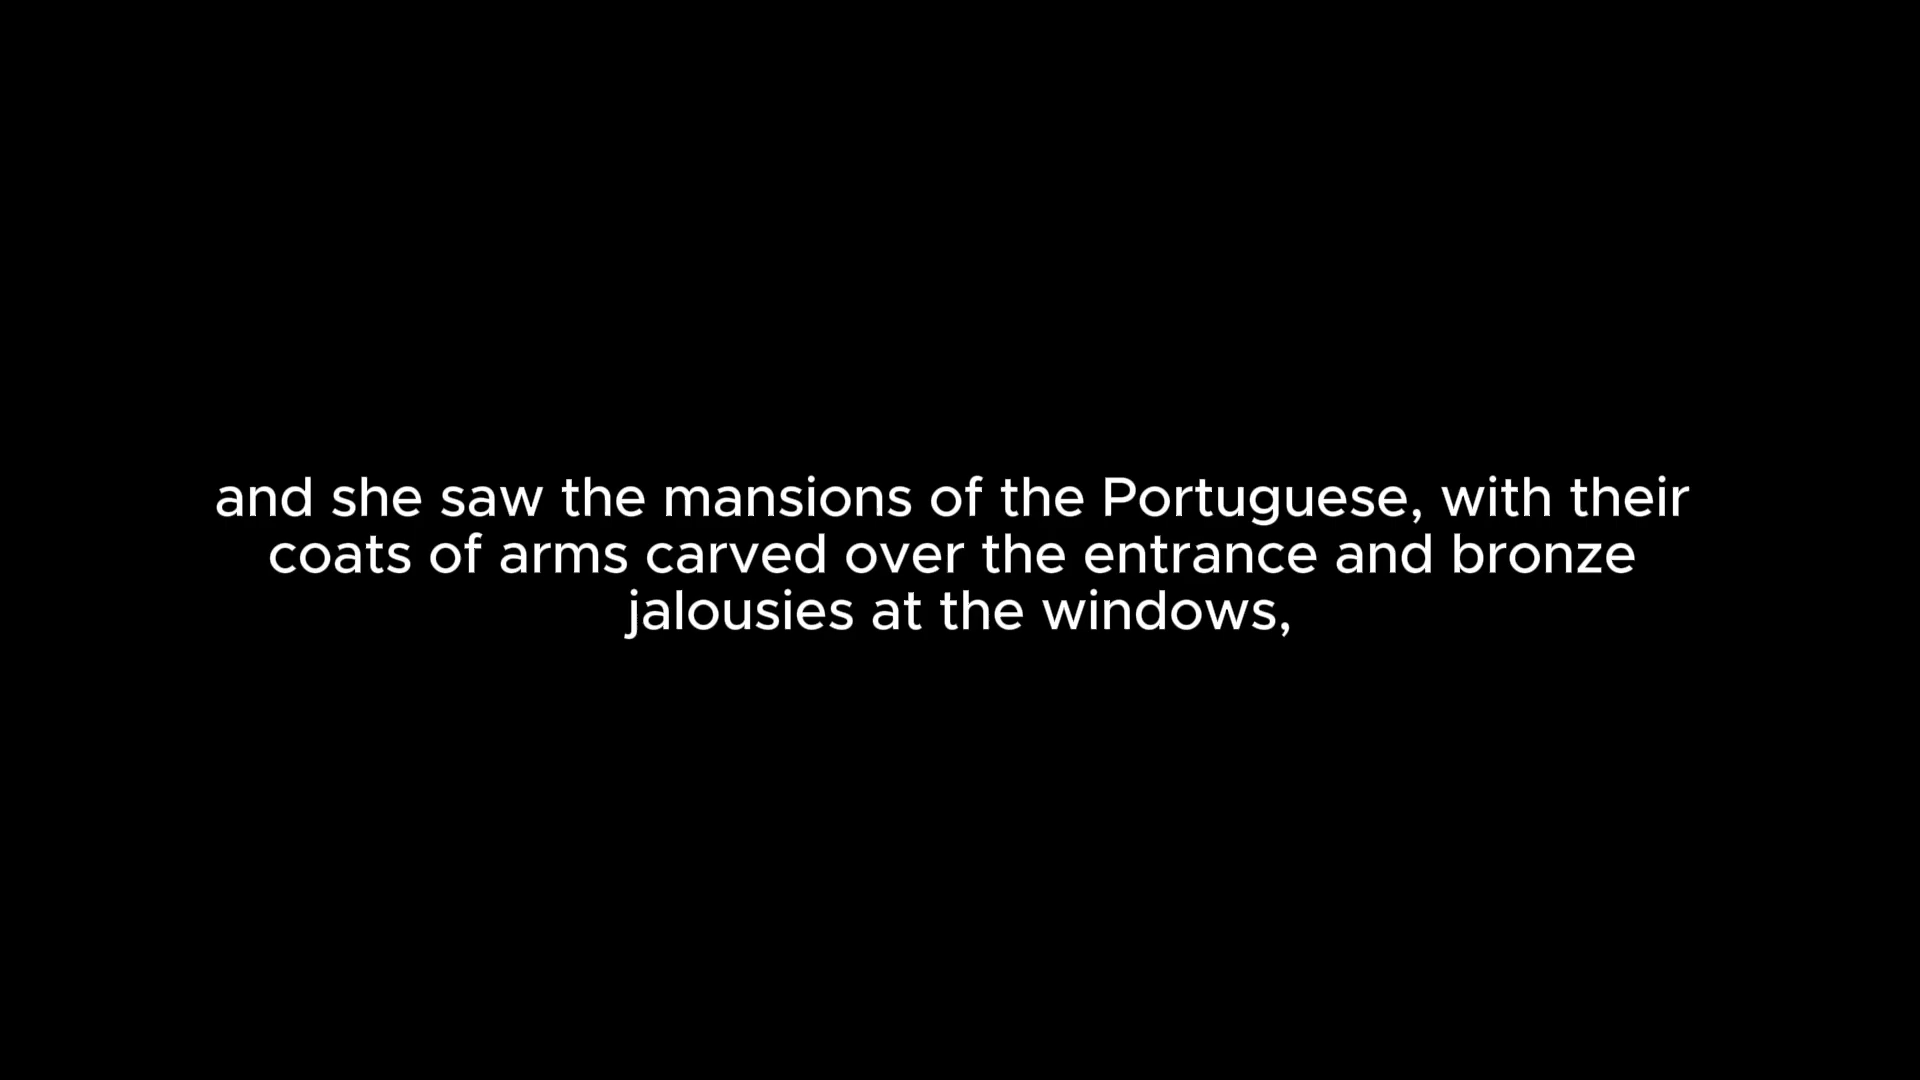 and she saw the mansions of the Portuguese, with their
coats of arms carved over the entrance and bronze
jalousies at the windows,